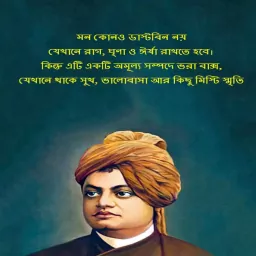 মন কোনও ডাস্টবিন নয়
যেখানে রাগ, ঘৃণা ও ঈর্ষা রাখতে হবে।
কিন্তু এটি একটি অমূল্য সম্পদে ভরা বাক্স,
যেখানে থাকে সুখ, ভালোবাসা আর কিছু মিস্টি স্মৃতি